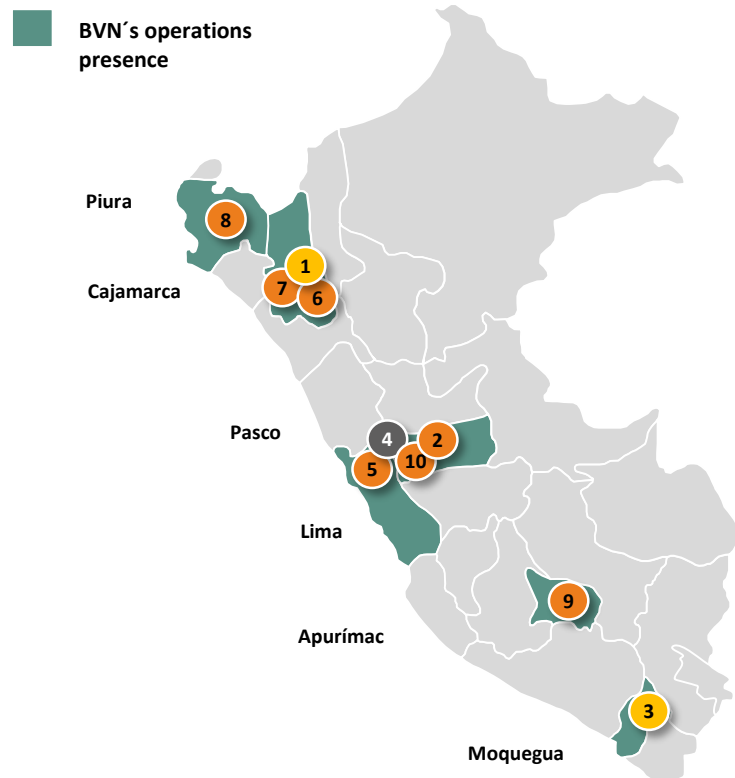 BVN´s operations
presence
Piura
8
1
Cajamarca
7
6
Pasco
4
2
10
5
Lima
9
Apurímac
3
Moquegua